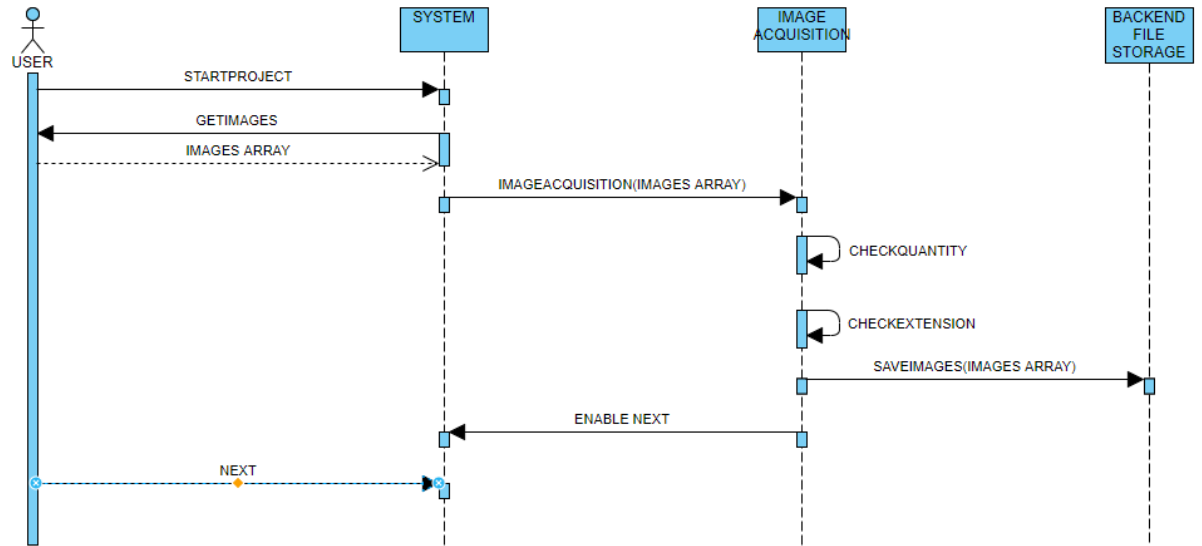 USER
SYSTEM
IMAGE
ACQUISITION
BACKEND
FILE
STORAGE
STARTPROJECT
GETIMAGES
IMAGES ARRAY
IMAGEACQUISITION(IMAGES ARRAY)
CHECKQUANTITY
CHECKEXTENSION
SAVEIMAGES(IMAGES ARRAY)
ENABLE NEXT
NEXT